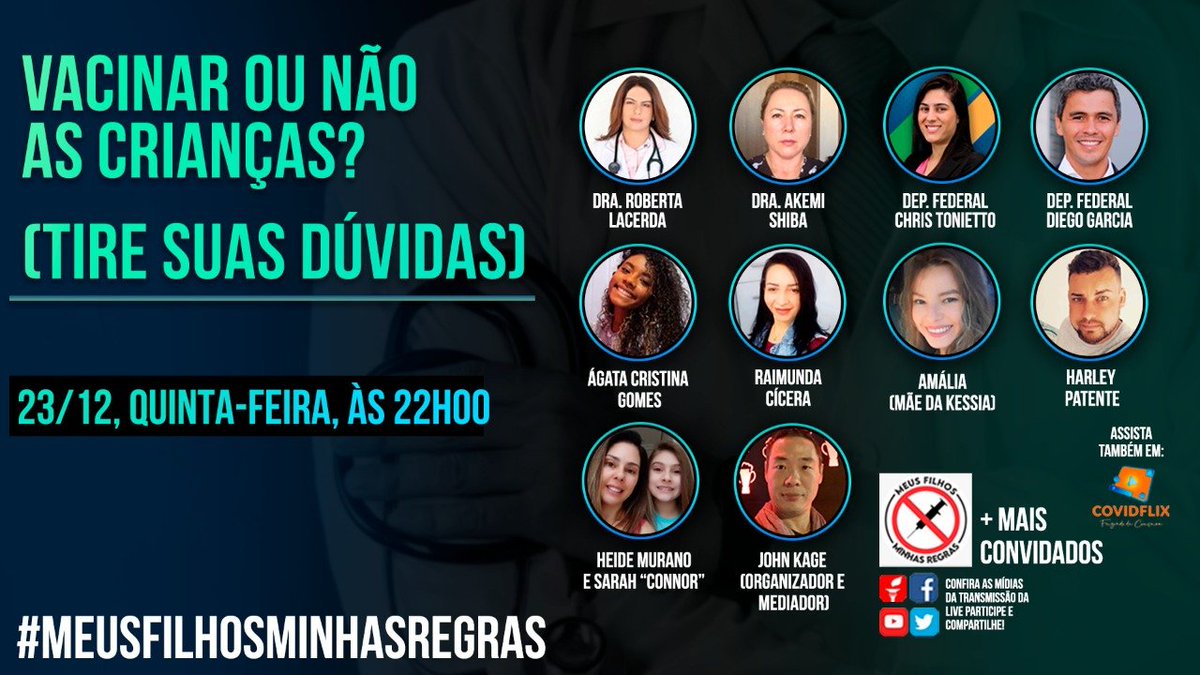 VACINAR OU NÃO
AS CRIANÇAS?
(TIRE SUAS DÚVIDAS)
23/12, QUINTA-FEIRA, ÀS 22H00
#MEUSFILHOSMINHASREGRAS
DRA. ROBERTA
LACERDA
DRA. AKEMI
SHIBA
DEP. FEDERAL
CHRIS TONIETTO
DEP. FEDERAL
DIEGO GARCIA
ÁGATA CRISTINA
GOMES
RAIMUNDA
CÍCERA
AMÁLIA
(MÃE DA KESSIA)
HARLEY
PATENTE
HEIDE MURANO
E SARAH “CONNOR”
JOHN KAGE
(ORGANIZADOR E
MEDIADOR)
MEUS FILHOS
MINHAS REGRAS
+ MAIS
CONVIDADOS
ASSISTA
TAMBÉM EM:
COVIDFLIX
CONFIRA AS MÍDIAS
DA TRANSMISSÃO DA
LIVE PARTICIPE E
COMPARTILHE!